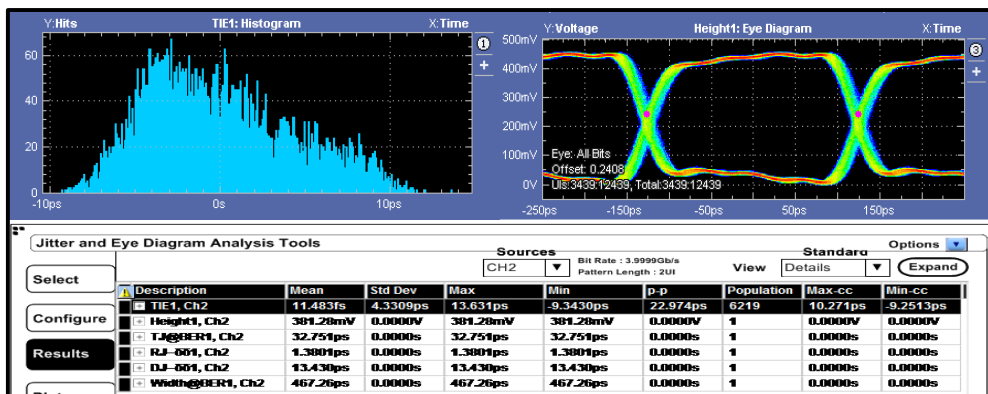 Y:Hits TIE1: Histogram X:Time
60
40
20
0
-10ps 0s 10ps
1
+
Y:Voltage Height1: Eye Diagram X:Time
500mV
400mV
300mV
200mV
100mV
0V
Eye: All Bits
Offset: 0.2408
UIs:3439:12439, Total:3439:12439
-250ps -150ps -50ps 50ps 150ps
3
+
Jitter and Eye Diagram Analysis Tools
Options
Sources
Standard
CH2
Bit Rate : 3.9999Gb/s
Pattern Length : 2UI
View Details Expand
Select
Configure
Results
Description Mean Std Dev Max Min p-p Population Max-cc Min-cc
TIE1, Ch2 11.483fs 4.3309ps 13.631ps -9.3430ps 22.974ps 6219 10.271ps -9.2513ps
Height1, Ch2 381.28mV 0.0000V 381.28mV 381.28mV 0.0000V 1 0.0000V 0.0000V
TJ@BER1, Ch2 32.751ps 0.0000s 32.751ps 32.751ps 0.0000s 1 0.0000s 0.0000s
RJ-δδ1, Ch2 1.3801ps 0.0000s 1.3801ps 1.3801ps 0.0000s 1 0.0000s 0.0000s
DJ-δδ1, Ch2 13.430ps 0.0000s 13.430ps 13.430ps 0.0000s 1 0.0000s 0.0000s
Width@BER1, Ch2 467.26ps 0.0000s 467.26ps 467.26ps 0.0000s 1 0.0000s 0.0000s